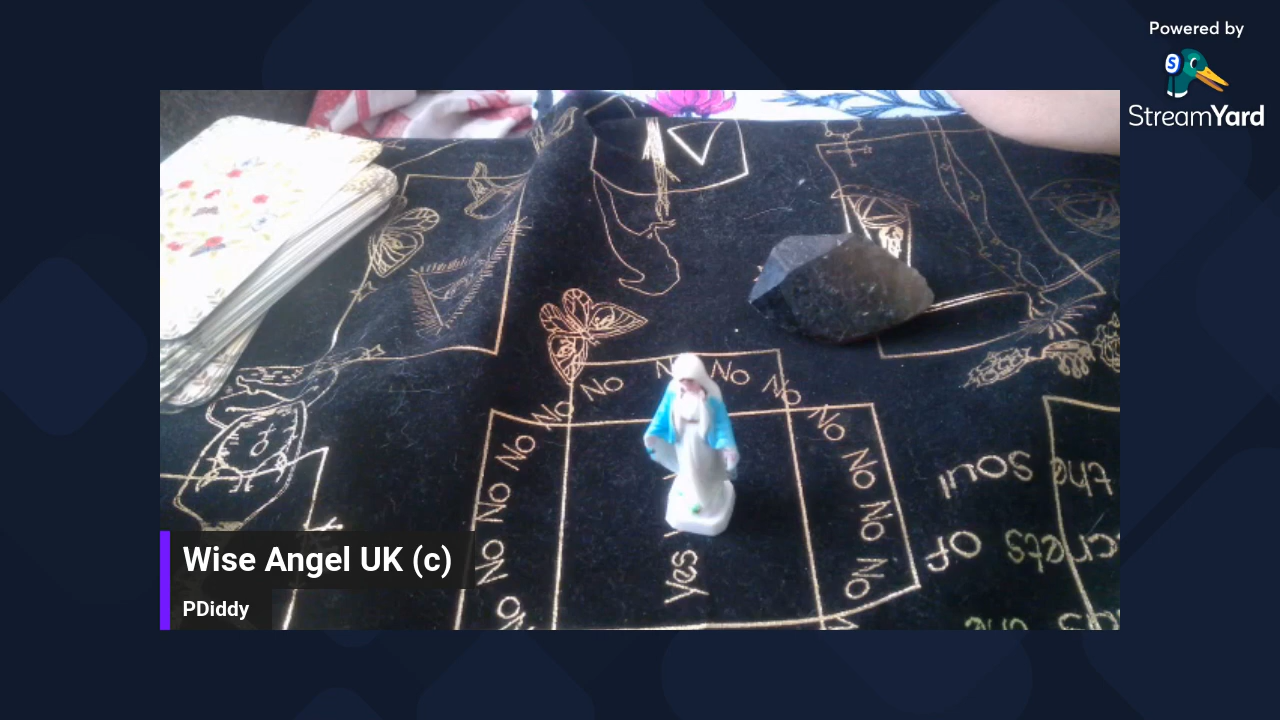 Powered by
S
StreamYard
No No No No
No No
No No
No No
No No
No
Yes
the
soul
of
Wise Angel UK (c)
PDiddy